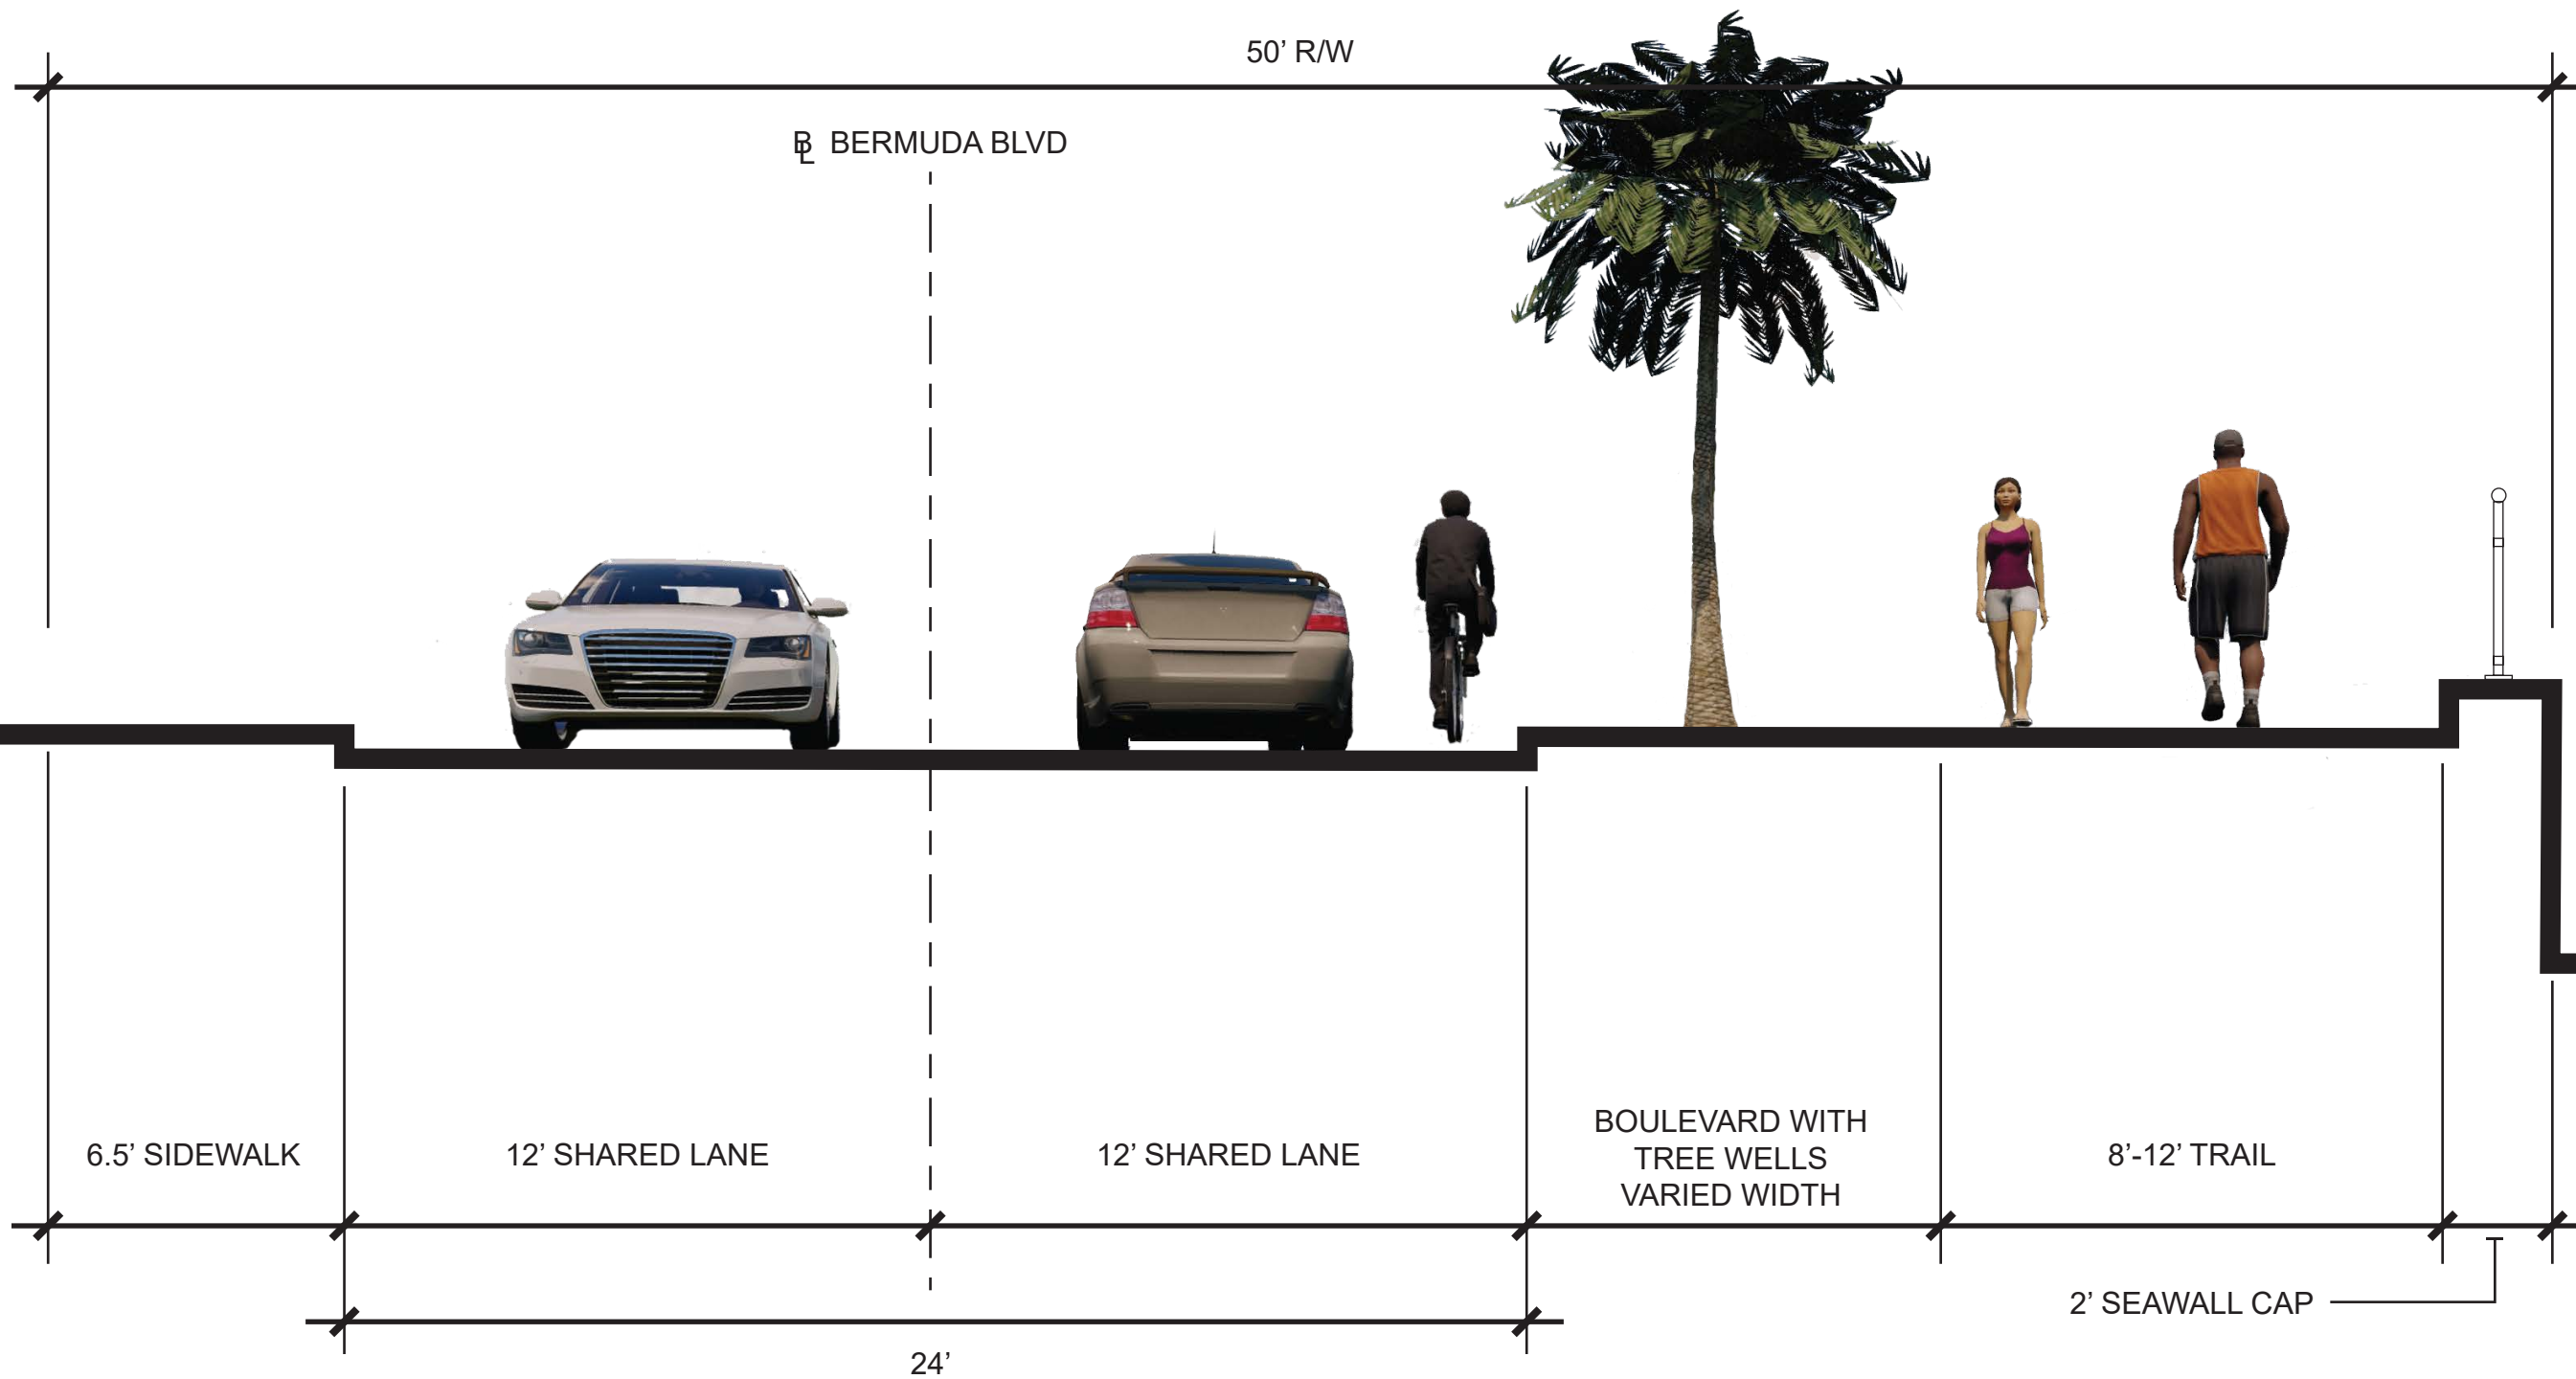 50’ R/W
BL BERMUDA BLVD
6.5’ SIDEWALK
12’ SHARED LANE
12’ SHARED LANE
BOULEVARD WITH
TREE WELLS
VARIED WIDTH
8’-12’ TRAIL
2’ SEAWALL CAP
24’